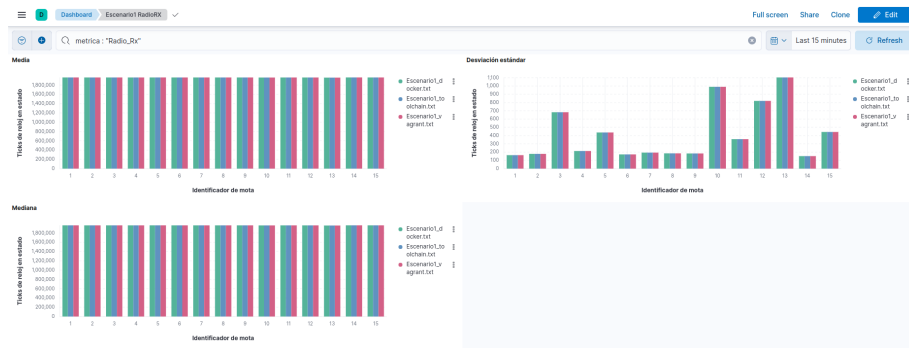 D Dashboard Escenario1 RadioRX Full screen Share Clone Edit
metrica : "Radio_Rx" Last 15 minutes Refresh
Media
Ticks de reloj en estado
1,800,000
1,600,000
1,400,000
1,200,000
1,000,000
800,000
600,000
400,000
200,000
0
1 2 3 4 5 6 7 8 9 10 11 12 13 14 15
Identificador de mota
Escenario1_d
ocker.txt
Escenario1_to
olchain.txt
Escenario1_v
agrant.txt
Desviación estándar
Ticks de reloj en estado
1,100
1,000
900
800
700
600
500
400
300
200
100
0
1 2 3 4 5 6 7 8 9 10 11 12 13 14 15
Identificador de mota
Escenario1_d
ocker.txt
Escenario1_to
olchain.txt
Escenario1_v
agrant.txt
Mediana
Ticks de reloj en estado
1,800,000
1,600,000
1,400,000
1,200,000
1,000,000
800,000
600,000
400,000
200,000
0
1 2 3 4 5 6 7 8 9 10 11 12 13 14 15
Identificador de mota
Escenario1_d
ocker.txt
Escenario1_to
olchain.txt
Escenario1_v
agrant.txt